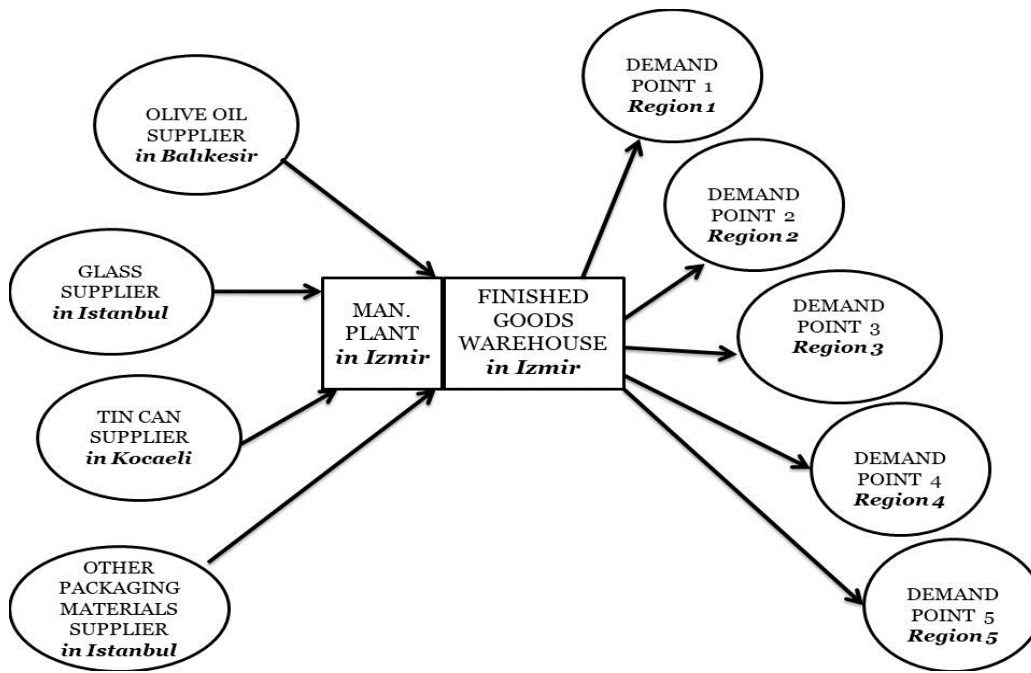 OLIVE OIL
SUPPLIER
in Balıkesir
GLASS
SUPPLIER
in Istanbul
TIN CAN
SUPPLIER
in Kocaeli
OTHER
PACKAGING
MATERIALS
SUPPLIER
in Istanbul
MAN.
PLANT
in Izmir
FINISHED
GOODS
WAREHOUSE
in Izmir
DEMAND
POINT 1
Region 1
DEMAND
POINT 2
Region 2
DEMAND
POINT 3
Region 3
DEMAND
POINT 4
Region 4
DEMAND
POINT 5
Region 5